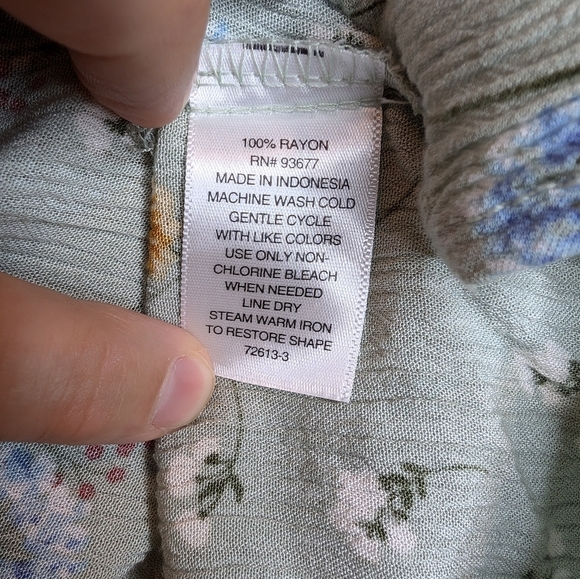 100% RAYON
RN# 93677
MADE IN INDONESIA
MACHINE WASH COLD
GENTLE CYCLE
WITH LIKE COLORS
USE ONLY NON-
CHLORINE BLEACH
WHEN NEEDED
LINE DRY
STEAM WARM IRON
TO RESTORE SHAPE
72613-3